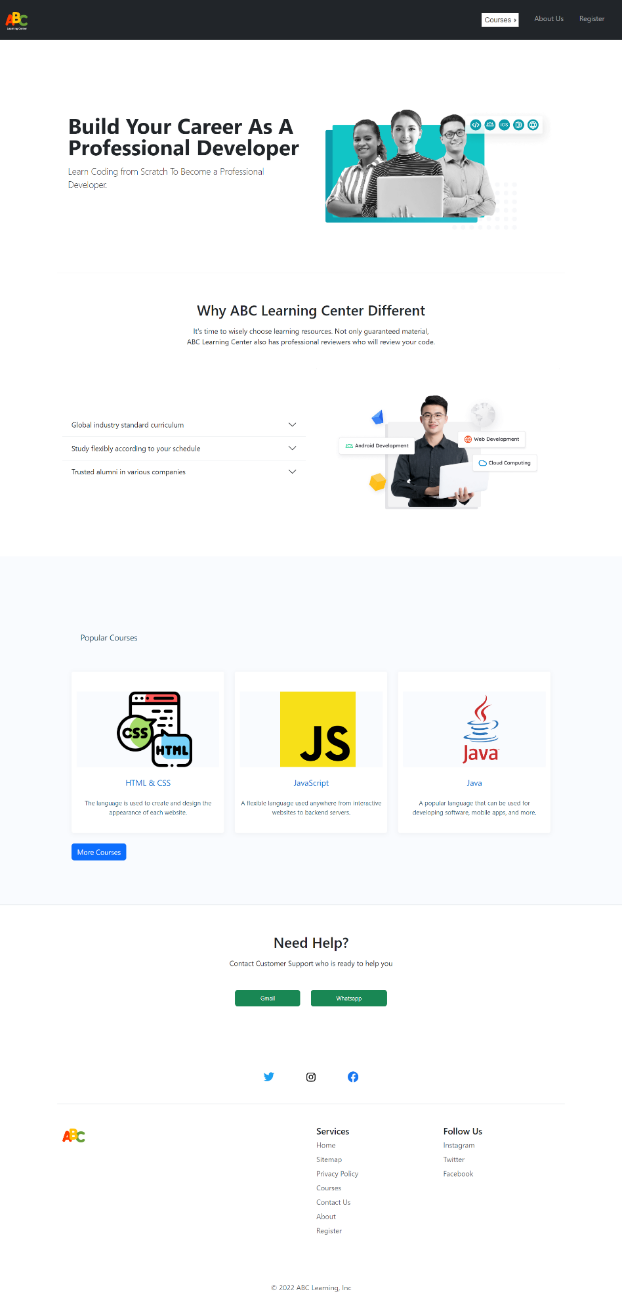 ABC
Courses
About Us
Register
Build Your Career As A
Professional Developer
Learn Coding from Scratch To Become a Professional
Developer.
Why ABC Learning Center Different
It's time to wisely choose learning resources. Not only guaranteed material,
ABC Learning Center also has professional reviewers who will review your code.
Global industry standard curriculum
Study flexibly according to your schedule
Trusted alumni in various companies
Android Development
Web Development
Cloud Computing
Popular Courses
CSS
HTML
JS
Java
HTML & CSS
The language is used to create and design the
appearance of each website.
JavaScript
A flexible language used anywhere from interactive
websites to backend servers.
Java
A popular language that can be used for
developing software, mobile apps, and more.
More Courses
Need Help?
Contact Customer Support who is ready to help you
Gmail
Whatsapp
ABC
Services
Home
Sitemap
Privacy Policy
Courses
Contact Us
About
Register
Follow Us
Instagram
Twitter
Facebook
© 2022 ABC Learning, Inc